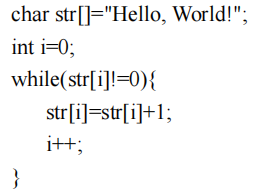 char str[]="Hello, World!";
int i=0;
while(str[i]!=0){
    str[i]=str[i]+1;
    i++;
}